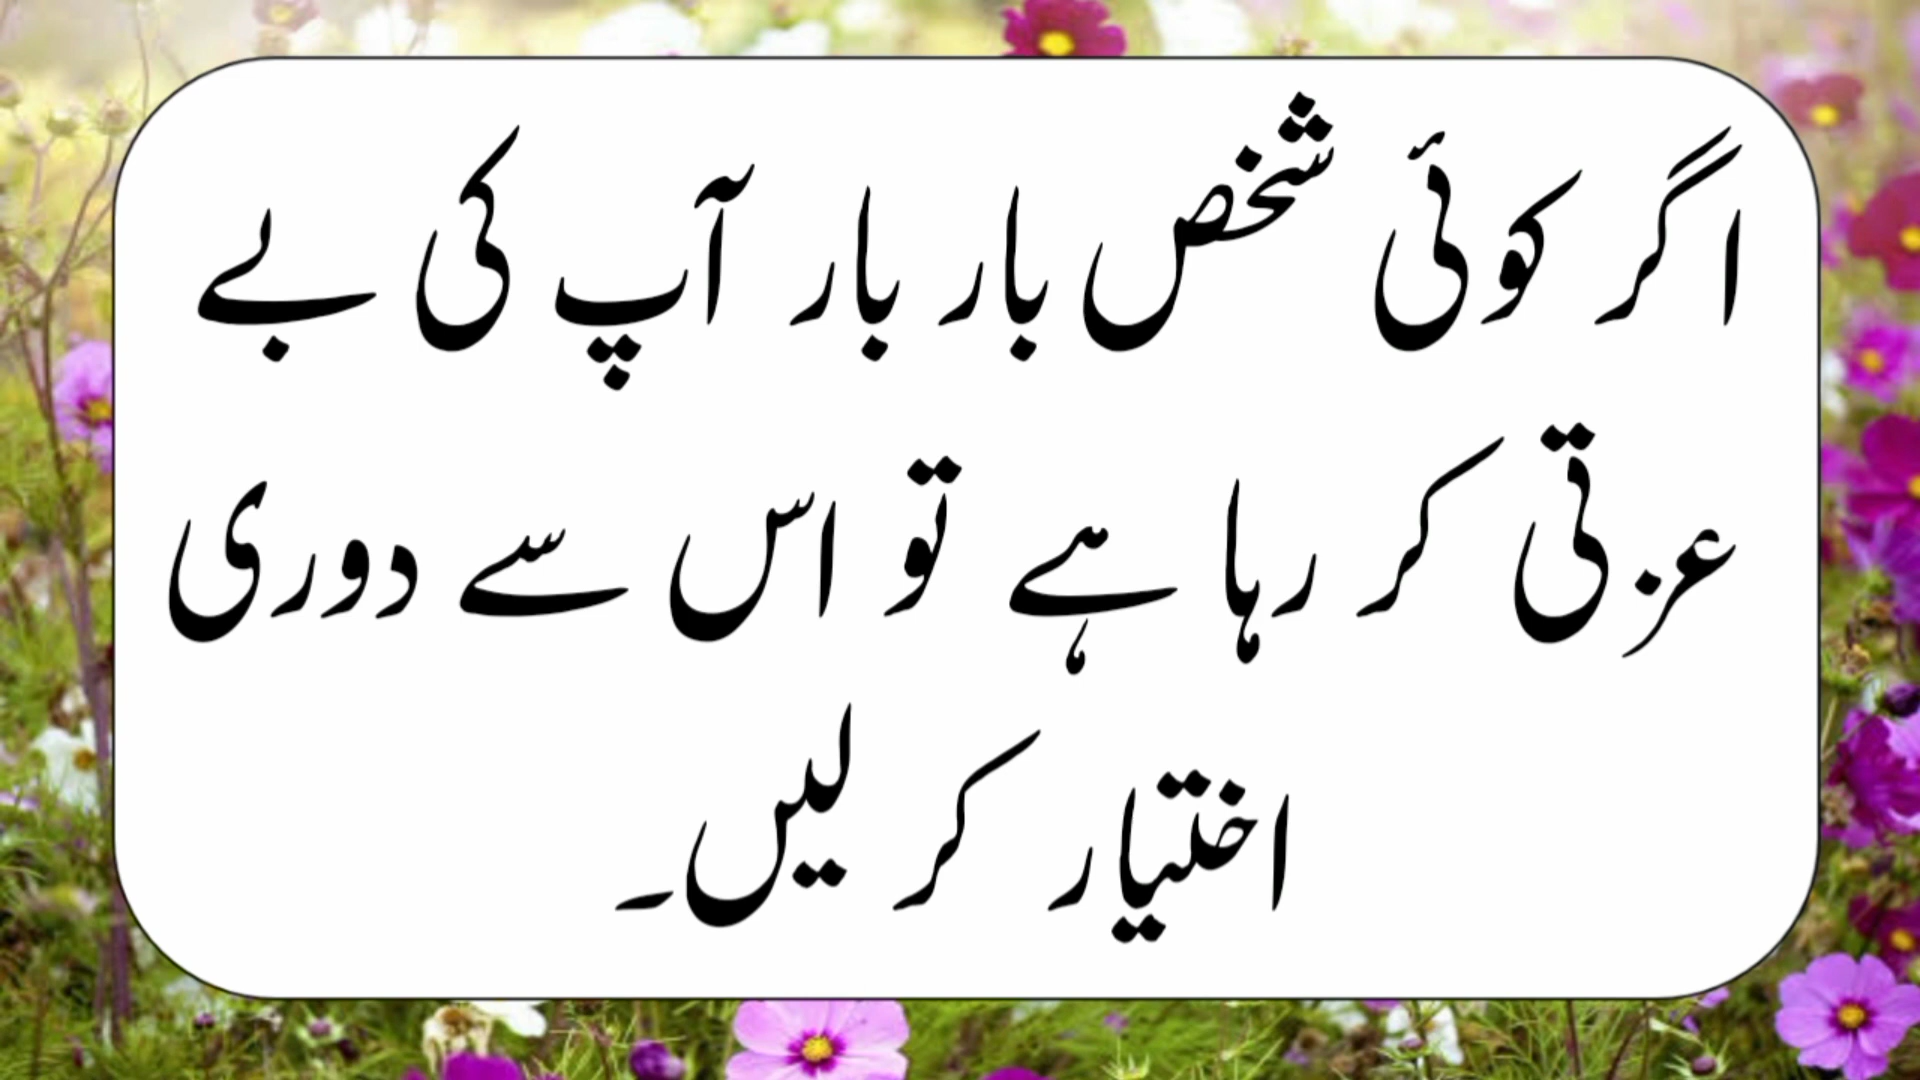 اگر کوئی شخص بار بار آپ کی بے
عزتی کر رہا ہے تو اس سے دوری
اختیار کر لیں۔